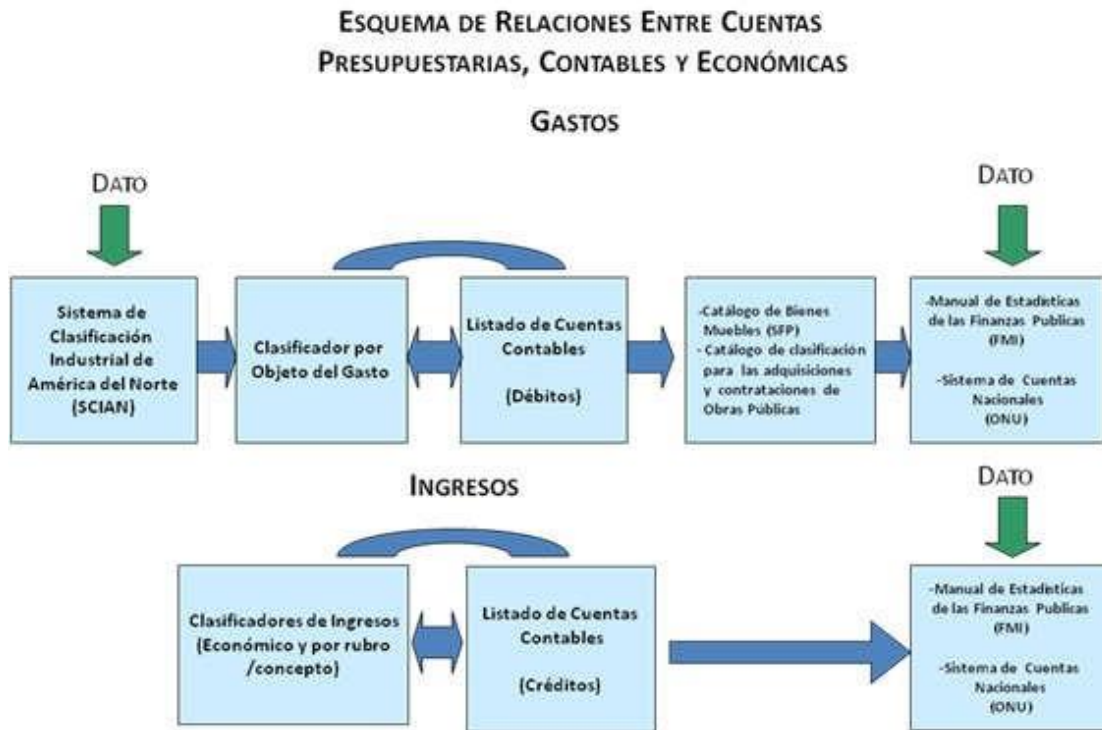 ESQUEMA DE RELACIONES ENTRE CUENTAS
PRESUPUESTARIAS, CONTABLES Y ECONÓMICAS
GASTOS
DATO
DATO
Sistema de
Clasificación
Industrial de
América del Norte
(SCIAN)
Clasificador por
Objeto del Gasto
Listado de Cuentas
Contables
(Débitos)
-Catálogo de Bienes
Muebles (SFP)
- Catálogo de clasificación
para las adquisiciones
y contrataciones de
Obras Públicas
-Manual de Estadísticas
de las Finanzas Publicas
(FMI)
-Sistema de Cuentas
Nacionales
(ONU)
INGRESOS
DATO
Clasificadores de Ingresos
(Económico y por rubro
/concepto)
Listado de Cuentas
Contables
(Créditos)
-Manual de Estadísticas
de las Finanzas Publicas
(FMI)
-Sistema de Cuentas
Nacionales
(ONU)